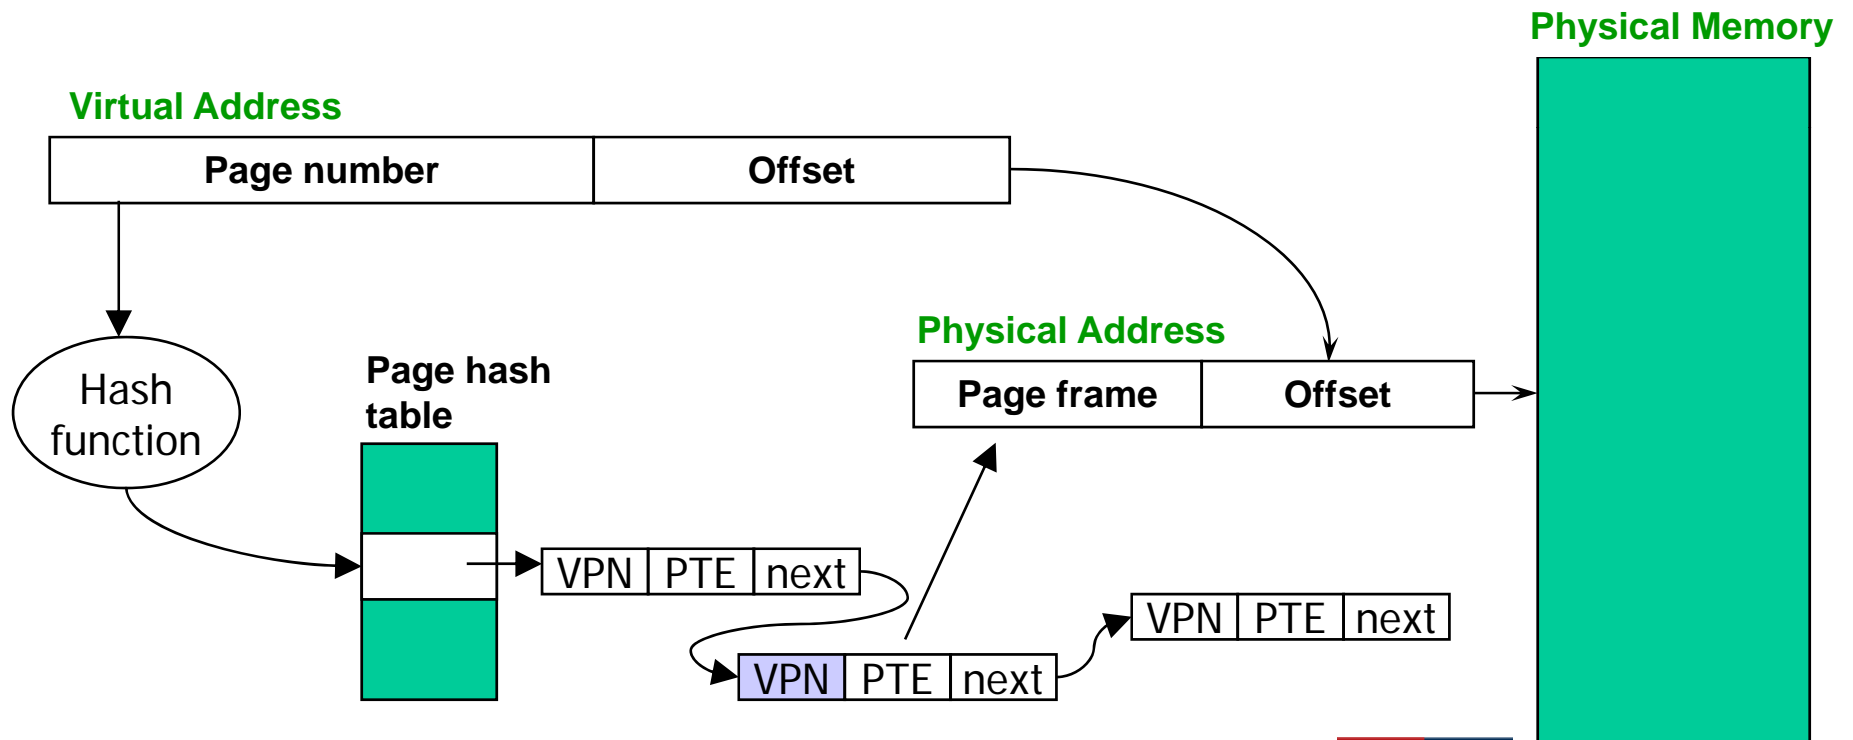 Physical Memory
Virtual Address
Page number Offset
Physical Address
Page frame Offset
Hash
function
Page hash
table
VPN PTE next
VPN PTE next
VPN PTE next